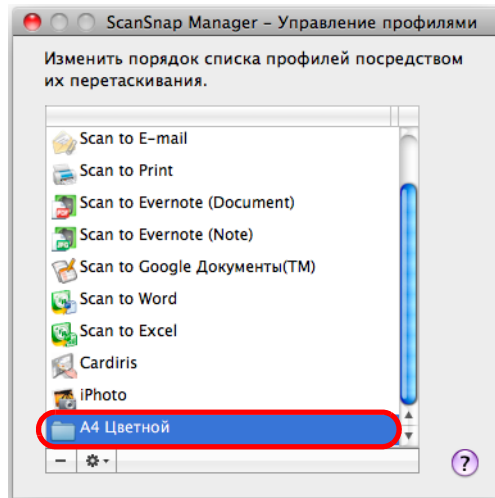 ScanSnap Manager – Управление профилями
Изменить порядок списка профилей посредством
их перетаскивания.
Scan to E-mail
Scan to Print
Scan to Evernote (Document)
Scan to Evernote (Note)
Scan to Google Документы(TM)
Scan to Word
Scan to Excel
Cardiris
iPhoto
A4 Цветной
?